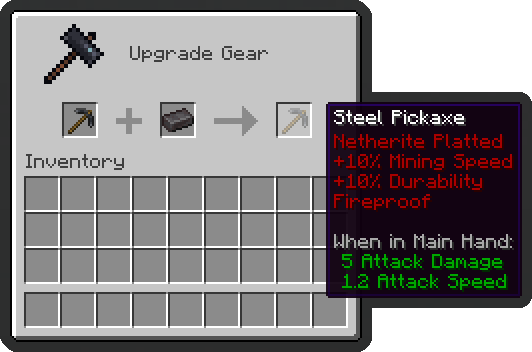 Upgrade Gear
Inventory
Steel Pickaxe
Netherite Platted
+10% Mining Speed
+10% Durability
Fireproof
When in Main Hand:
5 Attack Damage
1.2 Attack Speed